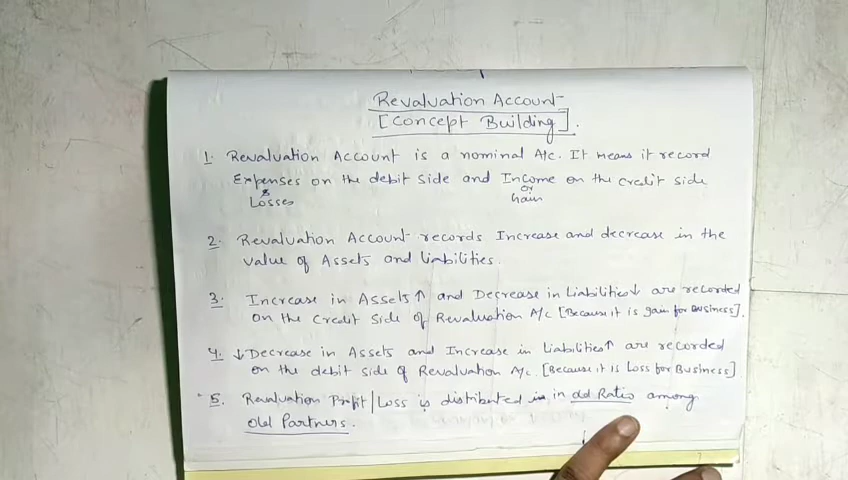 Revaluation Account
[Concept Building].
1. Revaluation Account is a nominal A/c. It means it record
Expenses on the debit side and Income on the credit side
& Losses
or Gain
2. Revaluation Account records Increase and decrease in the
value of Assets and liabilities.
3. Increase in Assets↑ and Decrease in Liabilities↓ are recorded
on the credit side of Revaluation A/c [Because it is gain for Business].
4. ↓Decrease in Assets and Increase in Liabilities↑ are recorded
on the debit side of Revaluation A/c. [Because it is Loss for Business]
5. Revaluation Profit/Loss is distributed in old Ratio among
Old Partners.